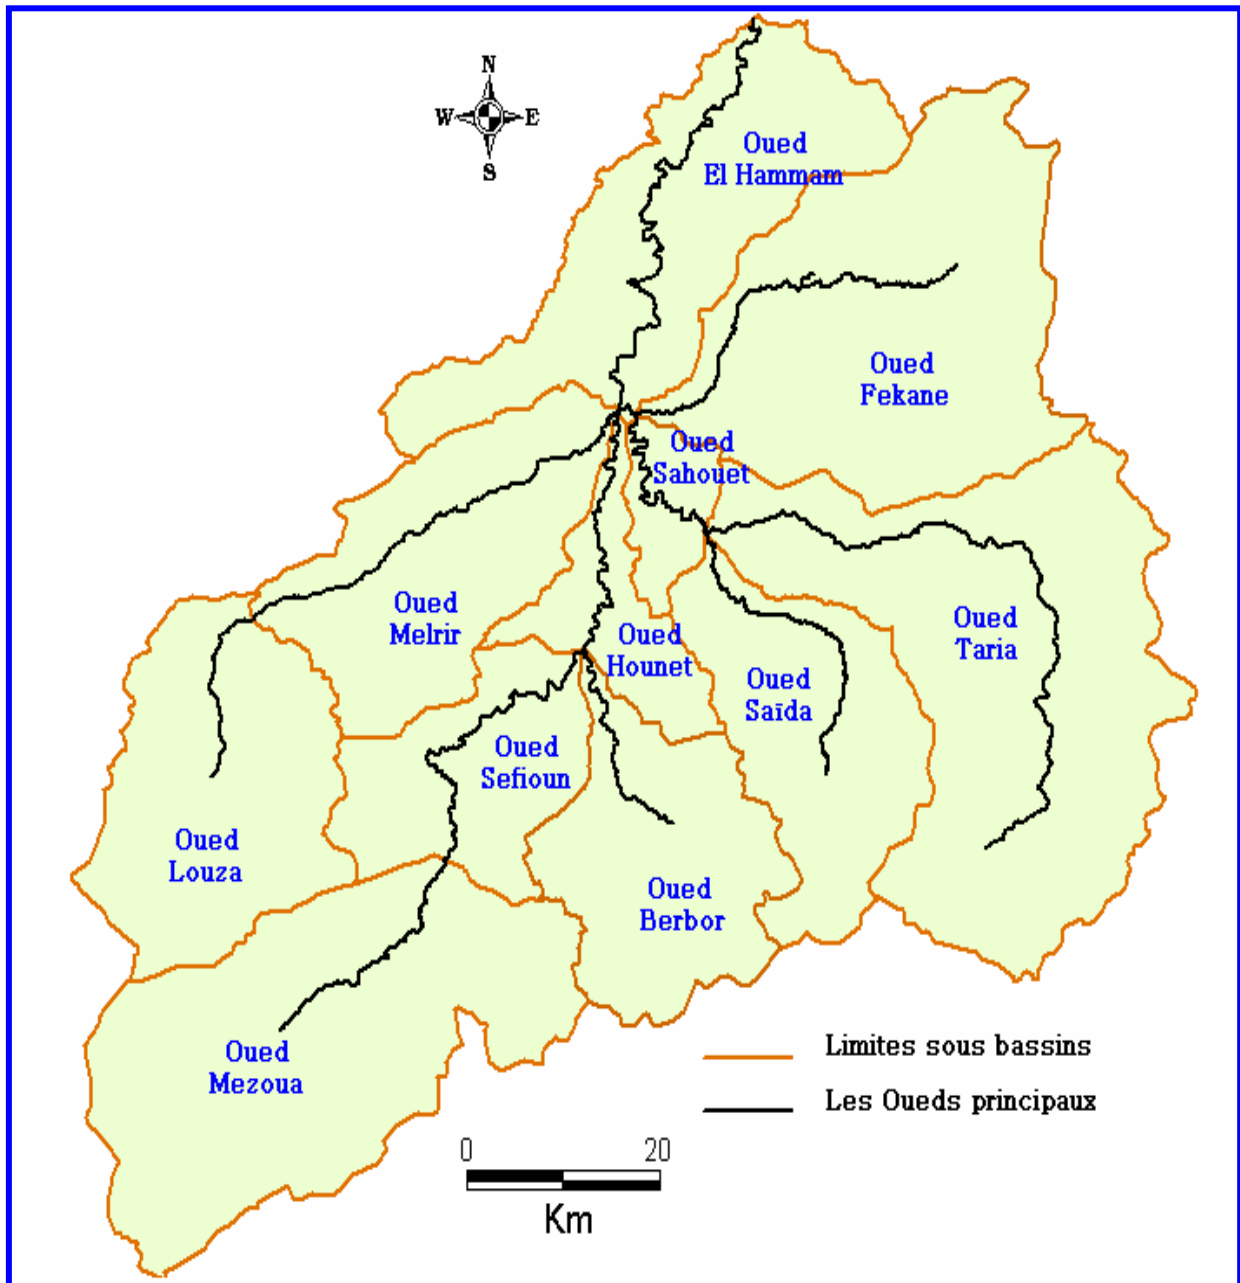 N
W E
S
Oued
El Hammam
Oued
Fekane
Oued
Sahouet
Oued
Melrir
Oued
Hounet
Oued
Taria
Oued
Saïda
Oued
Sefioun
Oued
Louza
Oued
Berbor
Oued
Mezoua
Limites sous bassins
Les Oueds principaux
0 20
Km